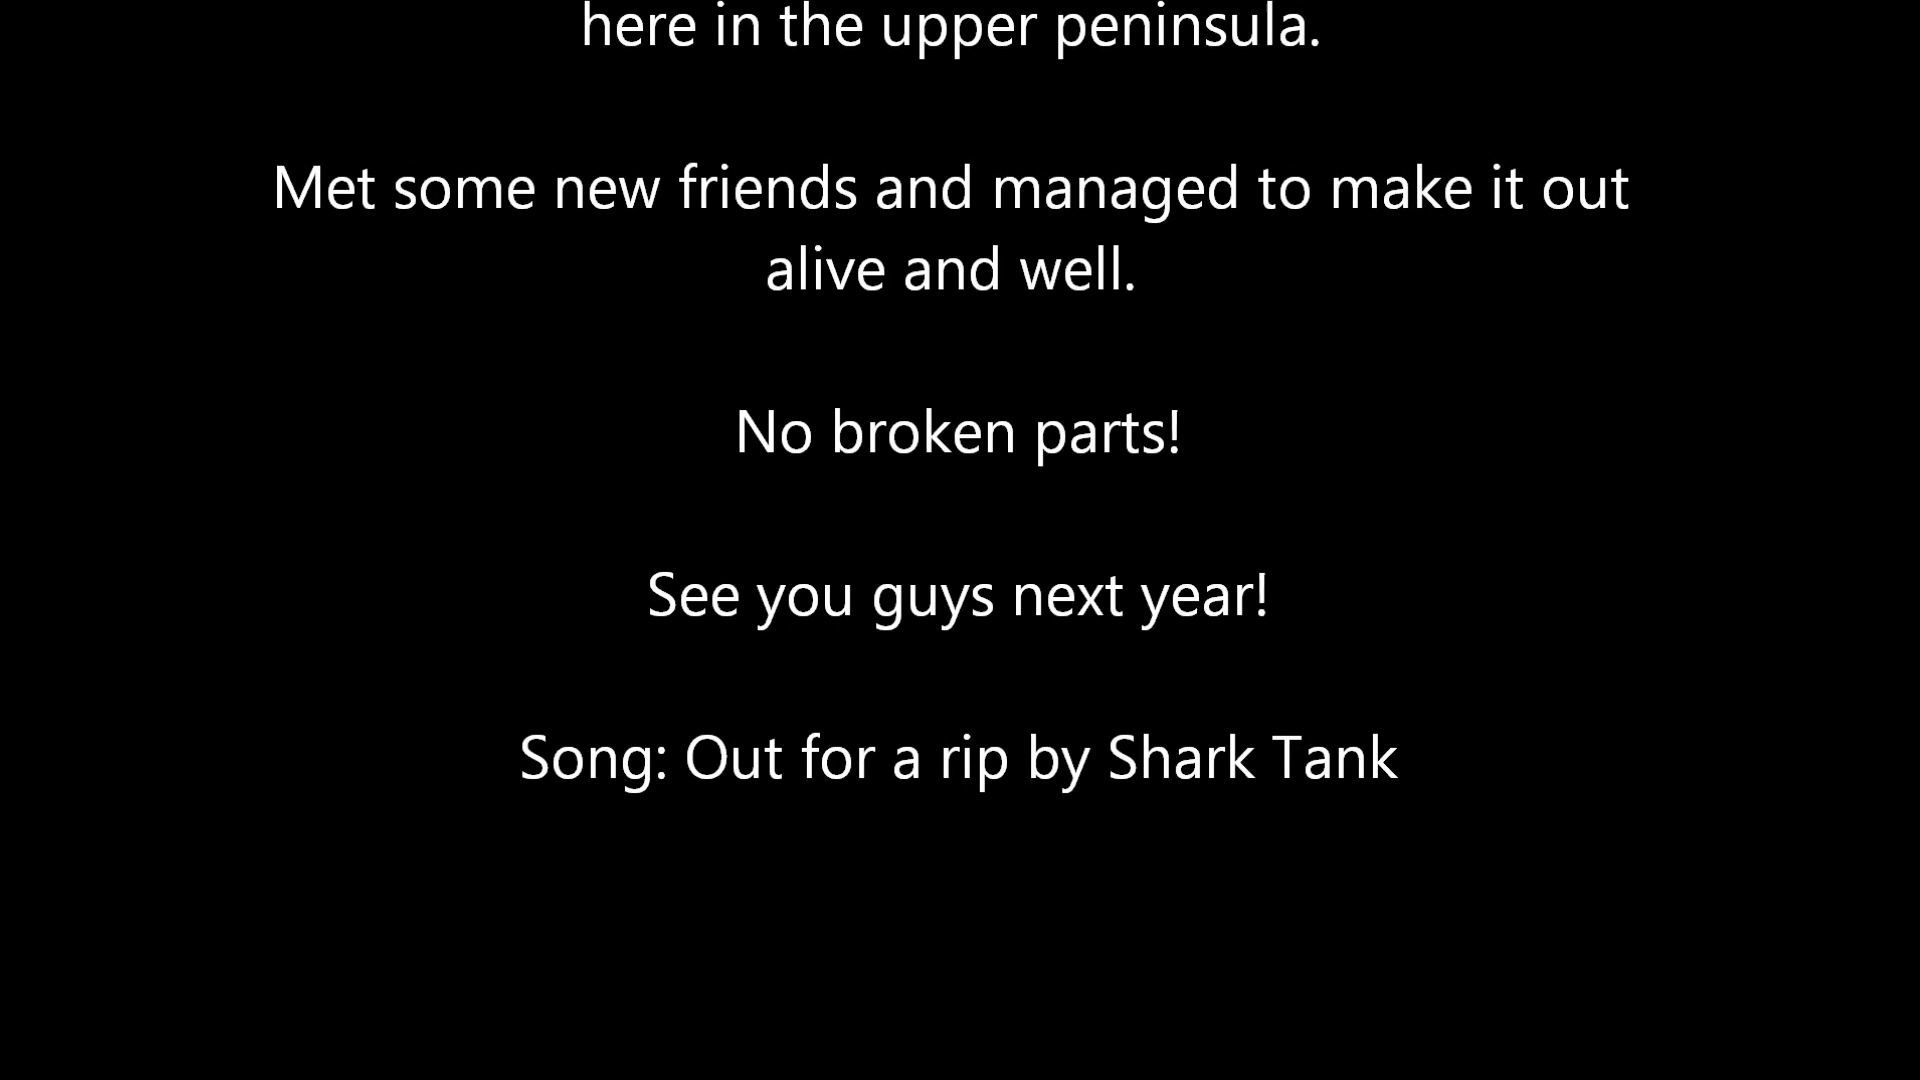 here in the upper peninsula.
Met some new friends and managed to make it out
alive and well.
No broken parts!
See you guys next year!
Song: Out for a rip by Shark Tank